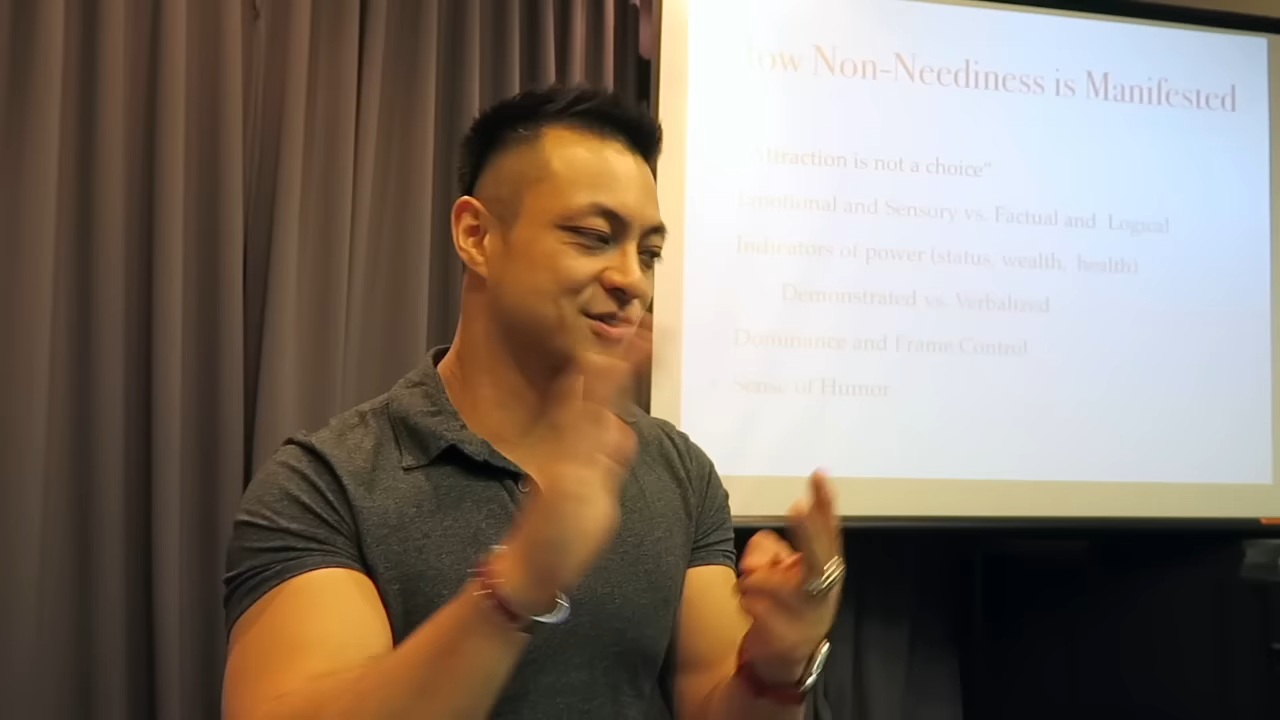 How Non-Neediness is Manifested
Attraction is not a choice"
Emotional and Sensory vs. Factual and Logical
Indicators of power (status, wealth, health)
Demonstrated vs. Verbalized
Dominance and Frame Control
Sense of Humor